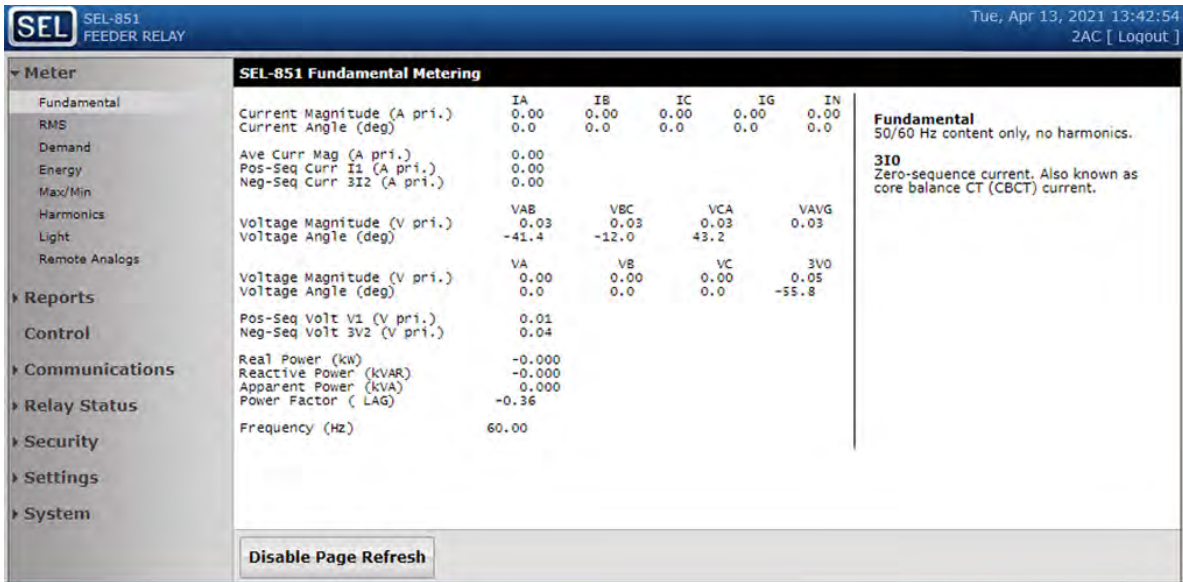 SEL
SEL-851
FEEDER RELAY
Tue, Apr 13, 2021 13:42:54
2AC [ Logout ]
Meter
Fundamental
RMS
Demand
Energy
Max/Min
Harmonics
Light
Remote Analogs
Reports
Control
Communications
Relay Status
Security
Settings
System
SEL-851 Fundamental Metering
IA IB IC IG IN
Current Magnitude (A pri.) 0.00 0.00 0.00 0.00 0.00
Current Angle (deg) 0.0 0.0 0.0 0.0 0.0
Ave Curr Mag (A pri.) 0.00
Pos-Seq Curr I1 (A pri.) 0.00
Neg-Seq Curr 3I2 (A pri.) 0.00
VAB VBC VCA VAVG
Voltage Magnitude (V pri.) 0.03 0.03 0.03 0.03
Voltage Angle (deg) -41.4 -12.0 43.2
VA VB VC 3V0
Voltage Magnitude (V pri.) 0.00 0.00 0.00 0.05
Voltage Angle (deg) 0.0 0.0 0.0 -55.8
Pos-Seq Volt V1 (V pri.) 0.01
Neg-Seq Volt 3V2 (V pri.) 0.04
Real Power (kW) -0.000
Reactive Power (kVAR) -0.000
Apparent Power (kVA) 0.000
Power Factor ( LAG) -0.36
Frequency (Hz) 60.00
Fundamental
50/60 Hz content only, no harmonics.
3I0
Zero-sequence current. Also known as
core balance CT (CBCT) current.
Disable Page Refresh